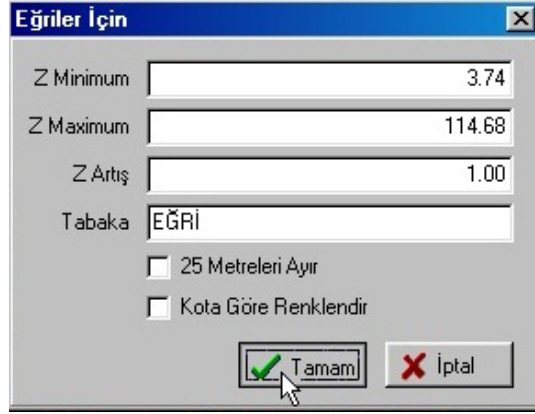 Eğriler İçin
Z Minimum 3.74
Z Maximum 114.68
Z Artış 1.00
Tabaka EĞRİ
25 Metreleri Ayır
Kota Göre Renklendir
Tamam İptal